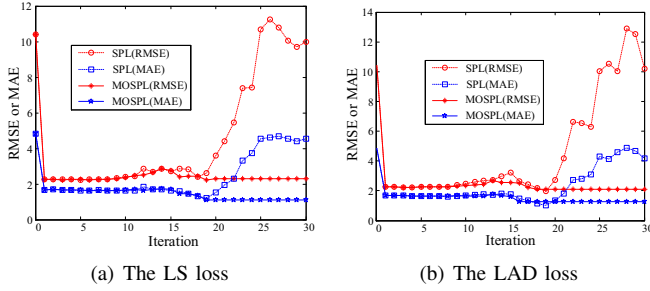 12
10
8
6
4
2
0
RMSE or MAE
SPL(RMSE)
SPL(MAE)
MOSPL(RMSE)
MOSPL(MAE)
0 5 10 15 20 25 30
Iteration
(a) The LS loss
14
12
10
8
6
4
2
0
RMSE or MAE
SPL(RMSE)
SPL(MAE)
MOSPL(RMSE)
MOSPL(MAE)
0 5 10 15 20 25 30
Iteration
(b) The LAD loss